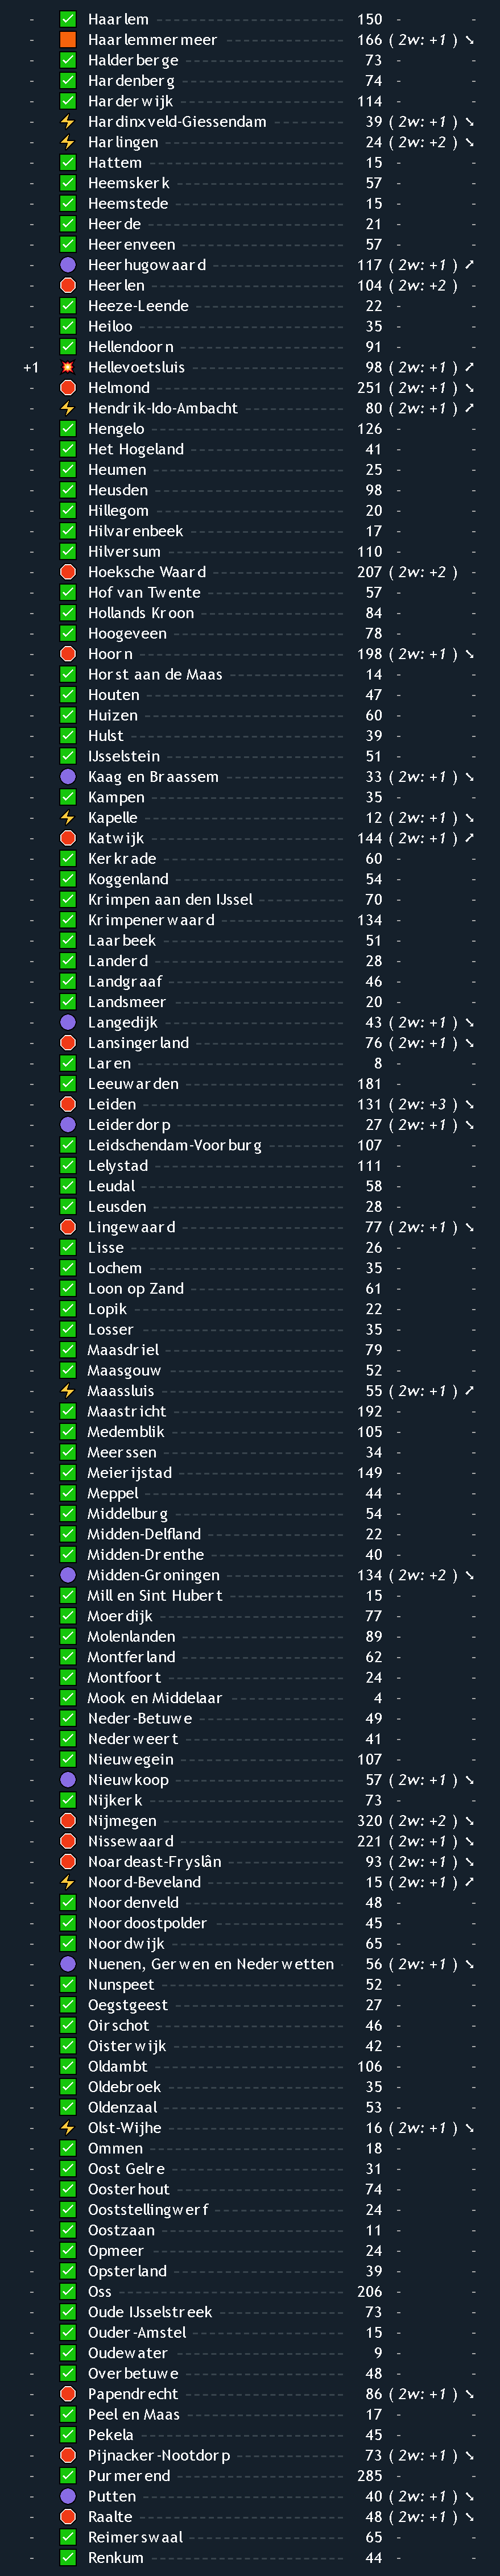 - ✅ Haarlem 150 - -
- 🟧 Haarlemmermeer 166 ( 2w: +1 ) ➘
- ✅ Halderberge 73 - -
- ✅ Hardenberg 74 - -
- ✅ Harderwijk 114 - -
- ⚡ Hardinxveld-Giessendam 39 ( 2w: +1 ) ➘
- ⚡ Harlingen 24 ( 2w: +2 ) ➘
- ✅ Hattem 15 - -
- ✅ Heemskerk 57 - -
- ✅ Heemstede 15 - -
- ✅ Heerde 21 - -
- ✅ Heerenveen 57 - -
- 🟣 Heerhugowaard 117 ( 2w: +1 ) ➚
- 🛑 Heerlen 104 ( 2w: +2 )
- ✅ Heeze-Leende 22 - -
- ✅ Heiloo 35 - -
- ✅ Hellendoorn 91 - -
+1 💥 Hellevoetsluis 98 ( 2w: +1 ) ➚
- 🛑 Helmond 251 ( 2w: +1 ) ➘
- ⚡ Hendrik-Ido-Ambacht 80 ( 2w: +1 ) ➚
- ✅ Hengelo 126 - -
- ✅ Het Hogeland 41 - -
- ✅ Heumen 25 - -
- ✅ Heusden 98 - -
- ✅ Hillegom 20 - -
- ✅ Hilvarenbeek 17 - -
- ✅ Hilversum 110 - -
- 🛑 Hoeksche Waard 207 ( 2w: +2 )
- ✅ Hof van Twente 57 - -
- ✅ Hollands Kroon 84 - -
- ✅ Hoogeveen 78 - -
- 🛑 Hoorn 198 ( 2w: +1 ) ➘
- ✅ Horst aan de Maas 14 - -
- ✅ Houten 47 - -
- ✅ Huizen 60 - -
- ✅ Hulst 39 - -
- ✅ IJsselstein 51 - -
- 🟣 Kaag en Braassem 33 ( 2w: +1 ) ➘
- ✅ Kampen 35 - -
- ⚡ Kapelle 12 ( 2w: +1 ) ➘
- 🛑 Katwijk 144 ( 2w: +1 ) ➚
- ✅ Kerkrade 60 - -
- ✅ Koggenland 54 - -
- ✅ Krimpen aan den IJssel 70 - -
- ✅ Krimpenerwaard 134 - -
- ✅ Laarbeek 51 - -
- ✅ Landerd 28 - -
- ✅ Landgraaf 46 - -
- ✅ Landsmeer 20 - -
- 🟣 Langedijk 43 ( 2w: +1 ) ➘
- 🛑 Lansingerland 76 ( 2w: +1 ) ➘
- ✅ Laren 8 - -
- ✅ Leeuwarden 181 - -
- 🛑 Leiden 131 ( 2w: +3 ) ➘
- 🟣 Leiderdorp 27 ( 2w: +1 ) ➘
- ✅ Leidschendam-Voorburg 107 - -
- ✅ Lelystad 111 - -
- ✅ Leudal 58 - -
- ✅ Leusden 28 - -
- 🛑 Lingewaard 77 ( 2w: +1 ) ➘
- ✅ Lisse 26 - -
- ✅ Lochem 35 - -
- ✅ Loon op Zand 61 - -
- ✅ Lopik 22 - -
- ✅ Losser 35 - -
- ✅ Maasdriel 79 - -
- ✅ Maasgouw 52 - -
- ⚡ Maassluis 55 ( 2w: +1 ) ➚
- ✅ Maastricht 192 - -
- ✅ Medemblik 105 - -
- ✅ Meerssen 34 - -
- ✅ Meierijstad 149 - -
- ✅ Meppel 44 - -
- ✅ Middelburg 54 - -
- ✅ Midden-Delfland 22 - -
- ✅ Midden-Drenthe 40 - -
- 🟣 Midden-Groningen 134 ( 2w: +2 ) ➘
- ✅ Mill en Sint Hubert 15 - -
- ✅ Moerdijk 77 - -
- ✅ Molenlanden 89 - -
- ✅ Montferland 62 - -
- ✅ Montfoort 24 - -
- ✅ Mook en Middelaar 4 - -
- ✅ Neder-Betuwe 49 - -
- ✅ Nederweert 41 - -
- ✅ Nieuwegein 107 - -
- 🟣 Nieuwkoop 57 ( 2w: +1 ) ➘
- ✅ Nijkerk 73 - -
- 🛑 Nijmegen 320 ( 2w: +2 ) ➘
- 🛑 Nissewaard 221 ( 2w: +1 ) ➘
- 🛑 Noardeast-Fryslân 93 ( 2w: +1 ) ➘
- ⚡ Noord-Beveland 15 ( 2w: +1 ) ➚
- ✅ Noordenveld 48 - -
- ✅ Noordoostpolder 45 - -
- ✅ Noordwijk 65 - -
- 🟣 Nuenen, Gerwen en Nederwetten 56 ( 2w: +1 ) ➘
- ✅ Nunspeet 52 - -
- ✅ Oegstgeest 27 - -
- ✅ Oirschot 46 - -
- ✅ Oisterwijk 42 - -
- ✅ Oldambt 106 - -
- ✅ Oldebroek 35 - -
- ✅ Oldenzaal 53 - -
- ⚡ Olst-Wijhe 16 ( 2w: +1 ) ➘
- ✅ Ommen 18 - -
- ✅ Oost Gelre 31 - -
- ✅ Oosterhout 74 - -
- ✅ Ooststellingwerf 24 - -
- ✅ Oostzaan 11 - -
- ✅ Opmeer 24 - -
- ✅ Opsterland 39 - -
- ✅ Oss 206 - -
- ✅ Oude IJsselstreek 73 - -
- ✅ Ouder-Amstel 15 - -
- ✅ Oudewater 9 - -
- ✅ Overbetuwe 48 - -
- 🛑 Papendrecht 86 ( 2w: +1 ) ➘
- ✅ Peel en Maas 17 - -
- ✅ Pekela 45 - -
- 🛑 Pijnacker-Nootdorp 73 ( 2w: +1 ) ➘
- ✅ Purmerend 285 - -
- 🟣 Putten 40 ( 2w: +1 ) ➘
- 🛑 Raalte 48 ( 2w: +1 ) ➘
- ✅ Reimerswaal 65 - -
- ✅ Renkum 44 - -